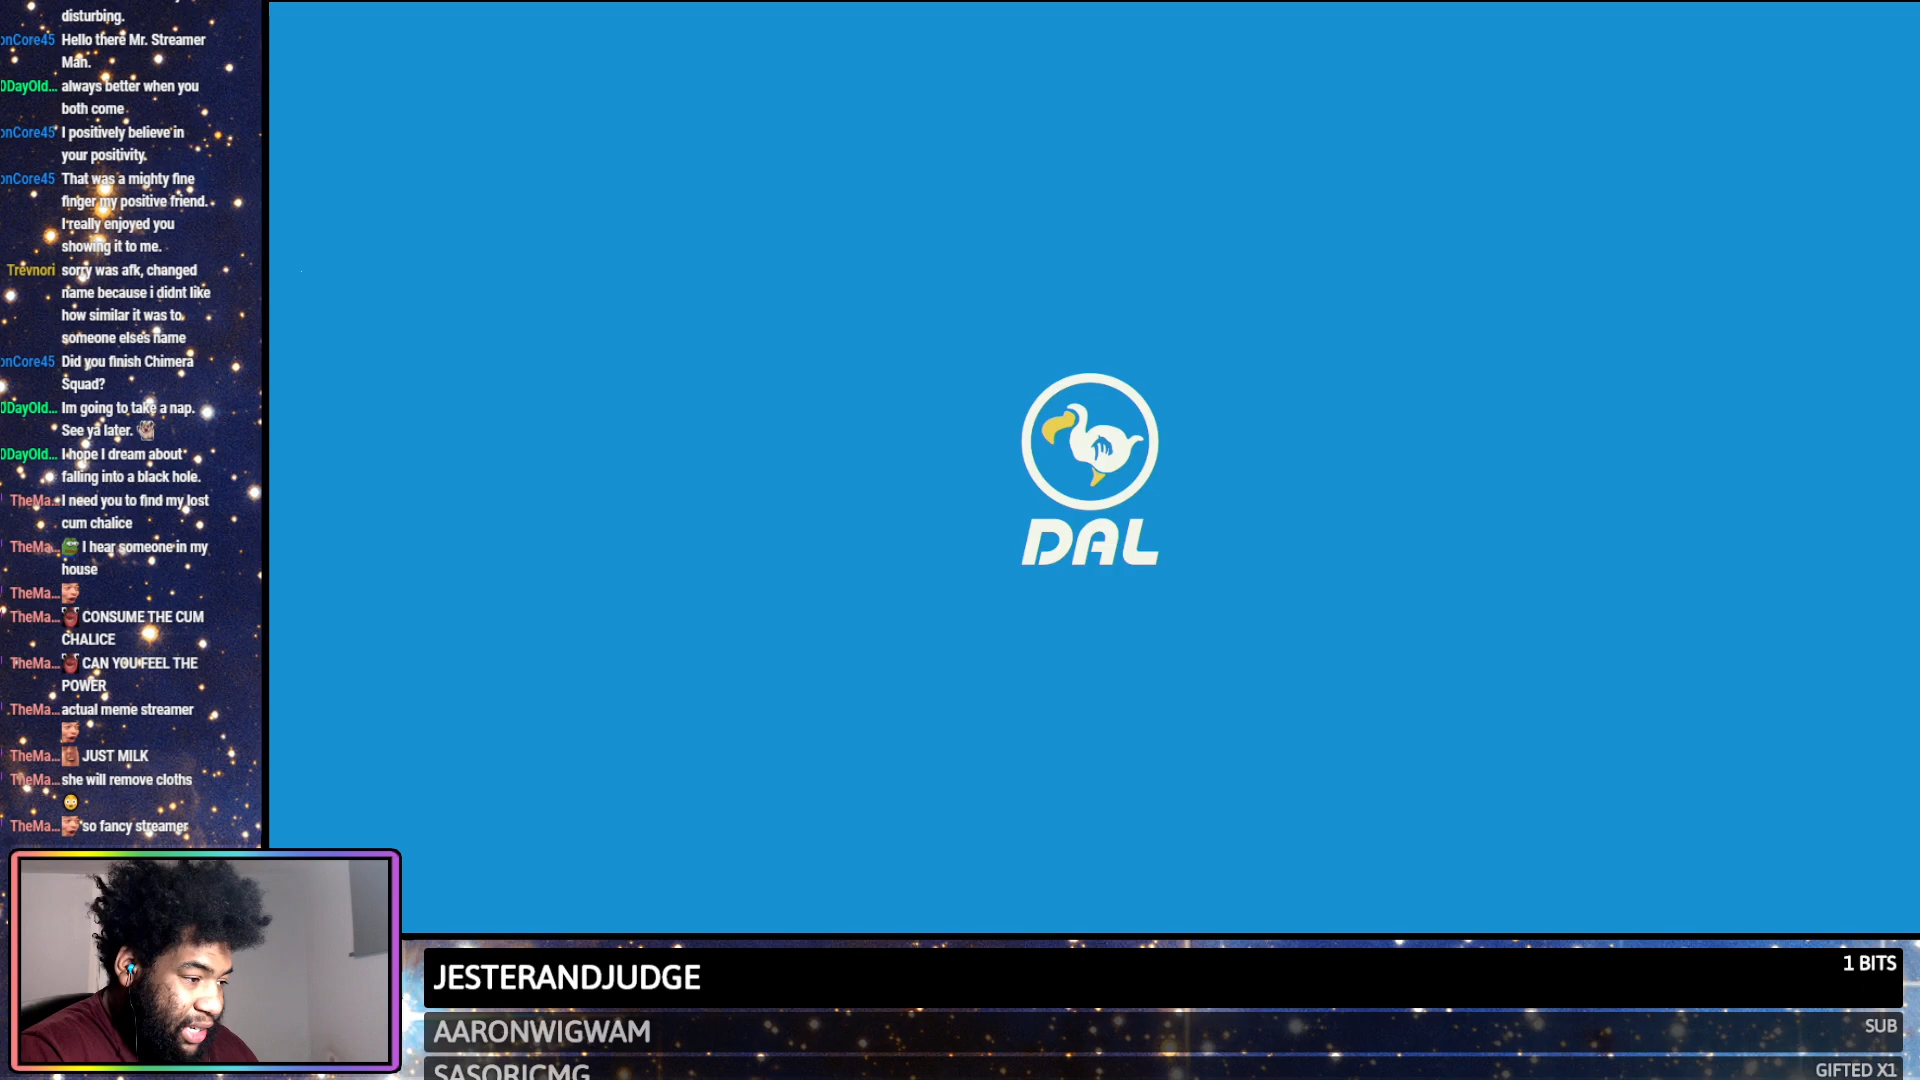 disturbing.
onCore45 Hello there Mr. Streamer
Man.
0DayOld... always better when you
both come
onCore45 I positively believe in
your positivity.
onCore45 That was a mighty fine
finger my positive friend.
I really enjoyed you
showing it to me.
Trevnori sorry was afk, changed
name because i didnt like
how similar it was to
someone elses name
onCore45 Did you finish Chimera
Squad?
0DayOld... Im going to take a nap.
See ya later.
0DayOld... I hope I dream about
falling into a black hole.
TheMa... I need you to find my lost
cum chalice
TheMa... I hear someone in my
house
TheMa...
TheMa... CONSUME THE CUM
CHALICE
TheMa... CAN YOU FEEL THE
POWER
TheMa... actual meme streamer
TheMa... JUST MILK
TheMa... she will remove cloths
TheMa... so fancy streamer
DAL
JESTERANDJUDGE 1 BITS
AARONWIGWAM SUB
SASORICMG GIFTED X1